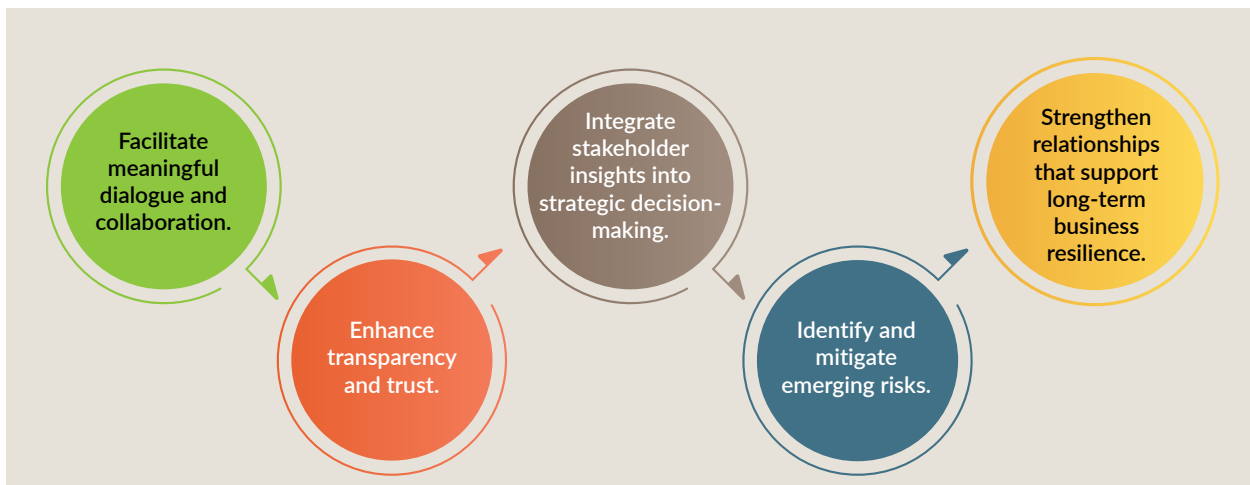 Facilitate
meaningful
dialogue and
collaboration.
Enhance
transparency
and trust.
Integrate
stakeholder
insights into
strategic decision-
making.
Identify and
mitigate
emerging risks.
Strengthen
relationships
that support
long-term
business
resilience.